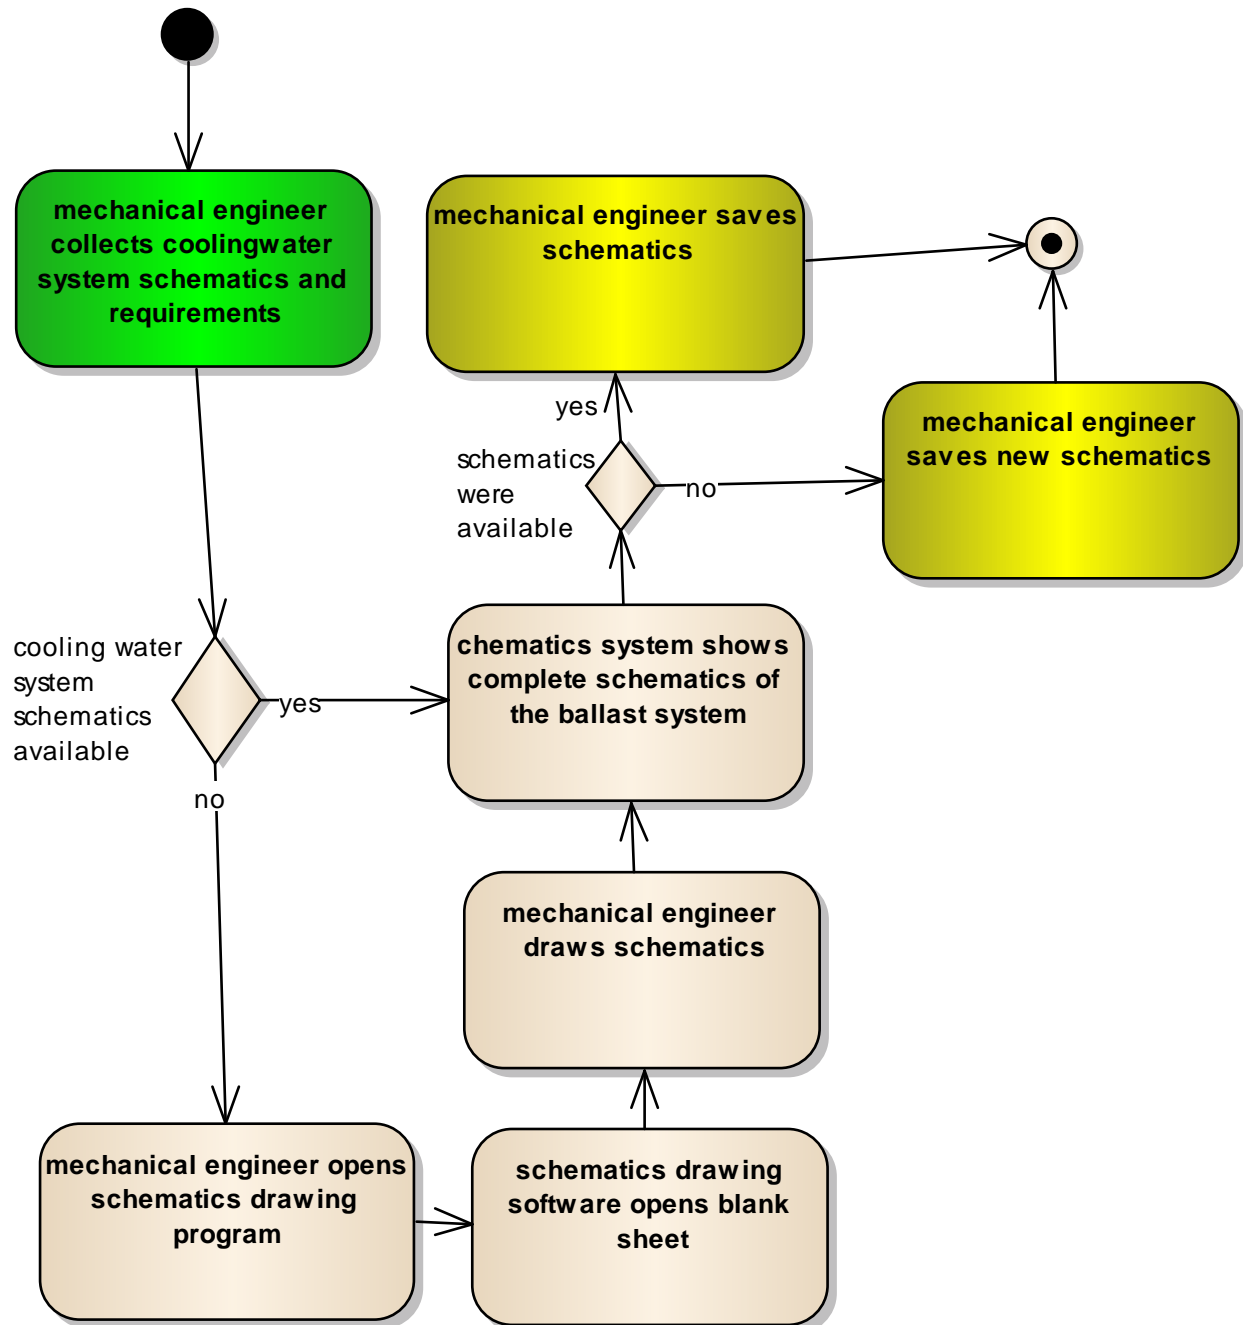 mechanical engineer
collects coolingwater
system schematics and
requirements
mechanical engineer saves
schematics
yes
schematics
were
available
no
mechanical engineer
saves new schematics
cooling water
system
schematics
available
yes
no
chematics system shows
complete schematics of
the ballast system
mechanical engineer
draws schematics
mechanical engineer opens
schematics drawing
program
schematics drawing
software opens blank
sheet